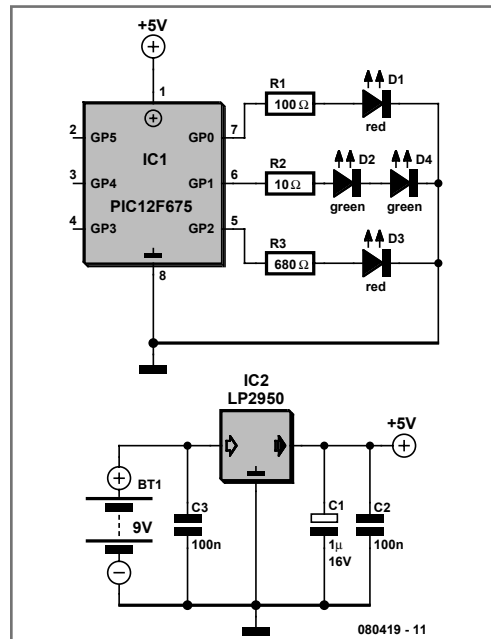 +5V
1
2 GP5 GP0 7
IC1
3 GP4 GP1 6
PIC12F675
4 GP3 GP2 5
8
R1
100 Ω
D1
red
R2
10Ω
D2
D4
green
green
R3
680 Ω
D3
red
IC2
LP2950
+5V
BT1
9V
C3
100n
C1
1µ
16V
C2
100n
080419 - 11